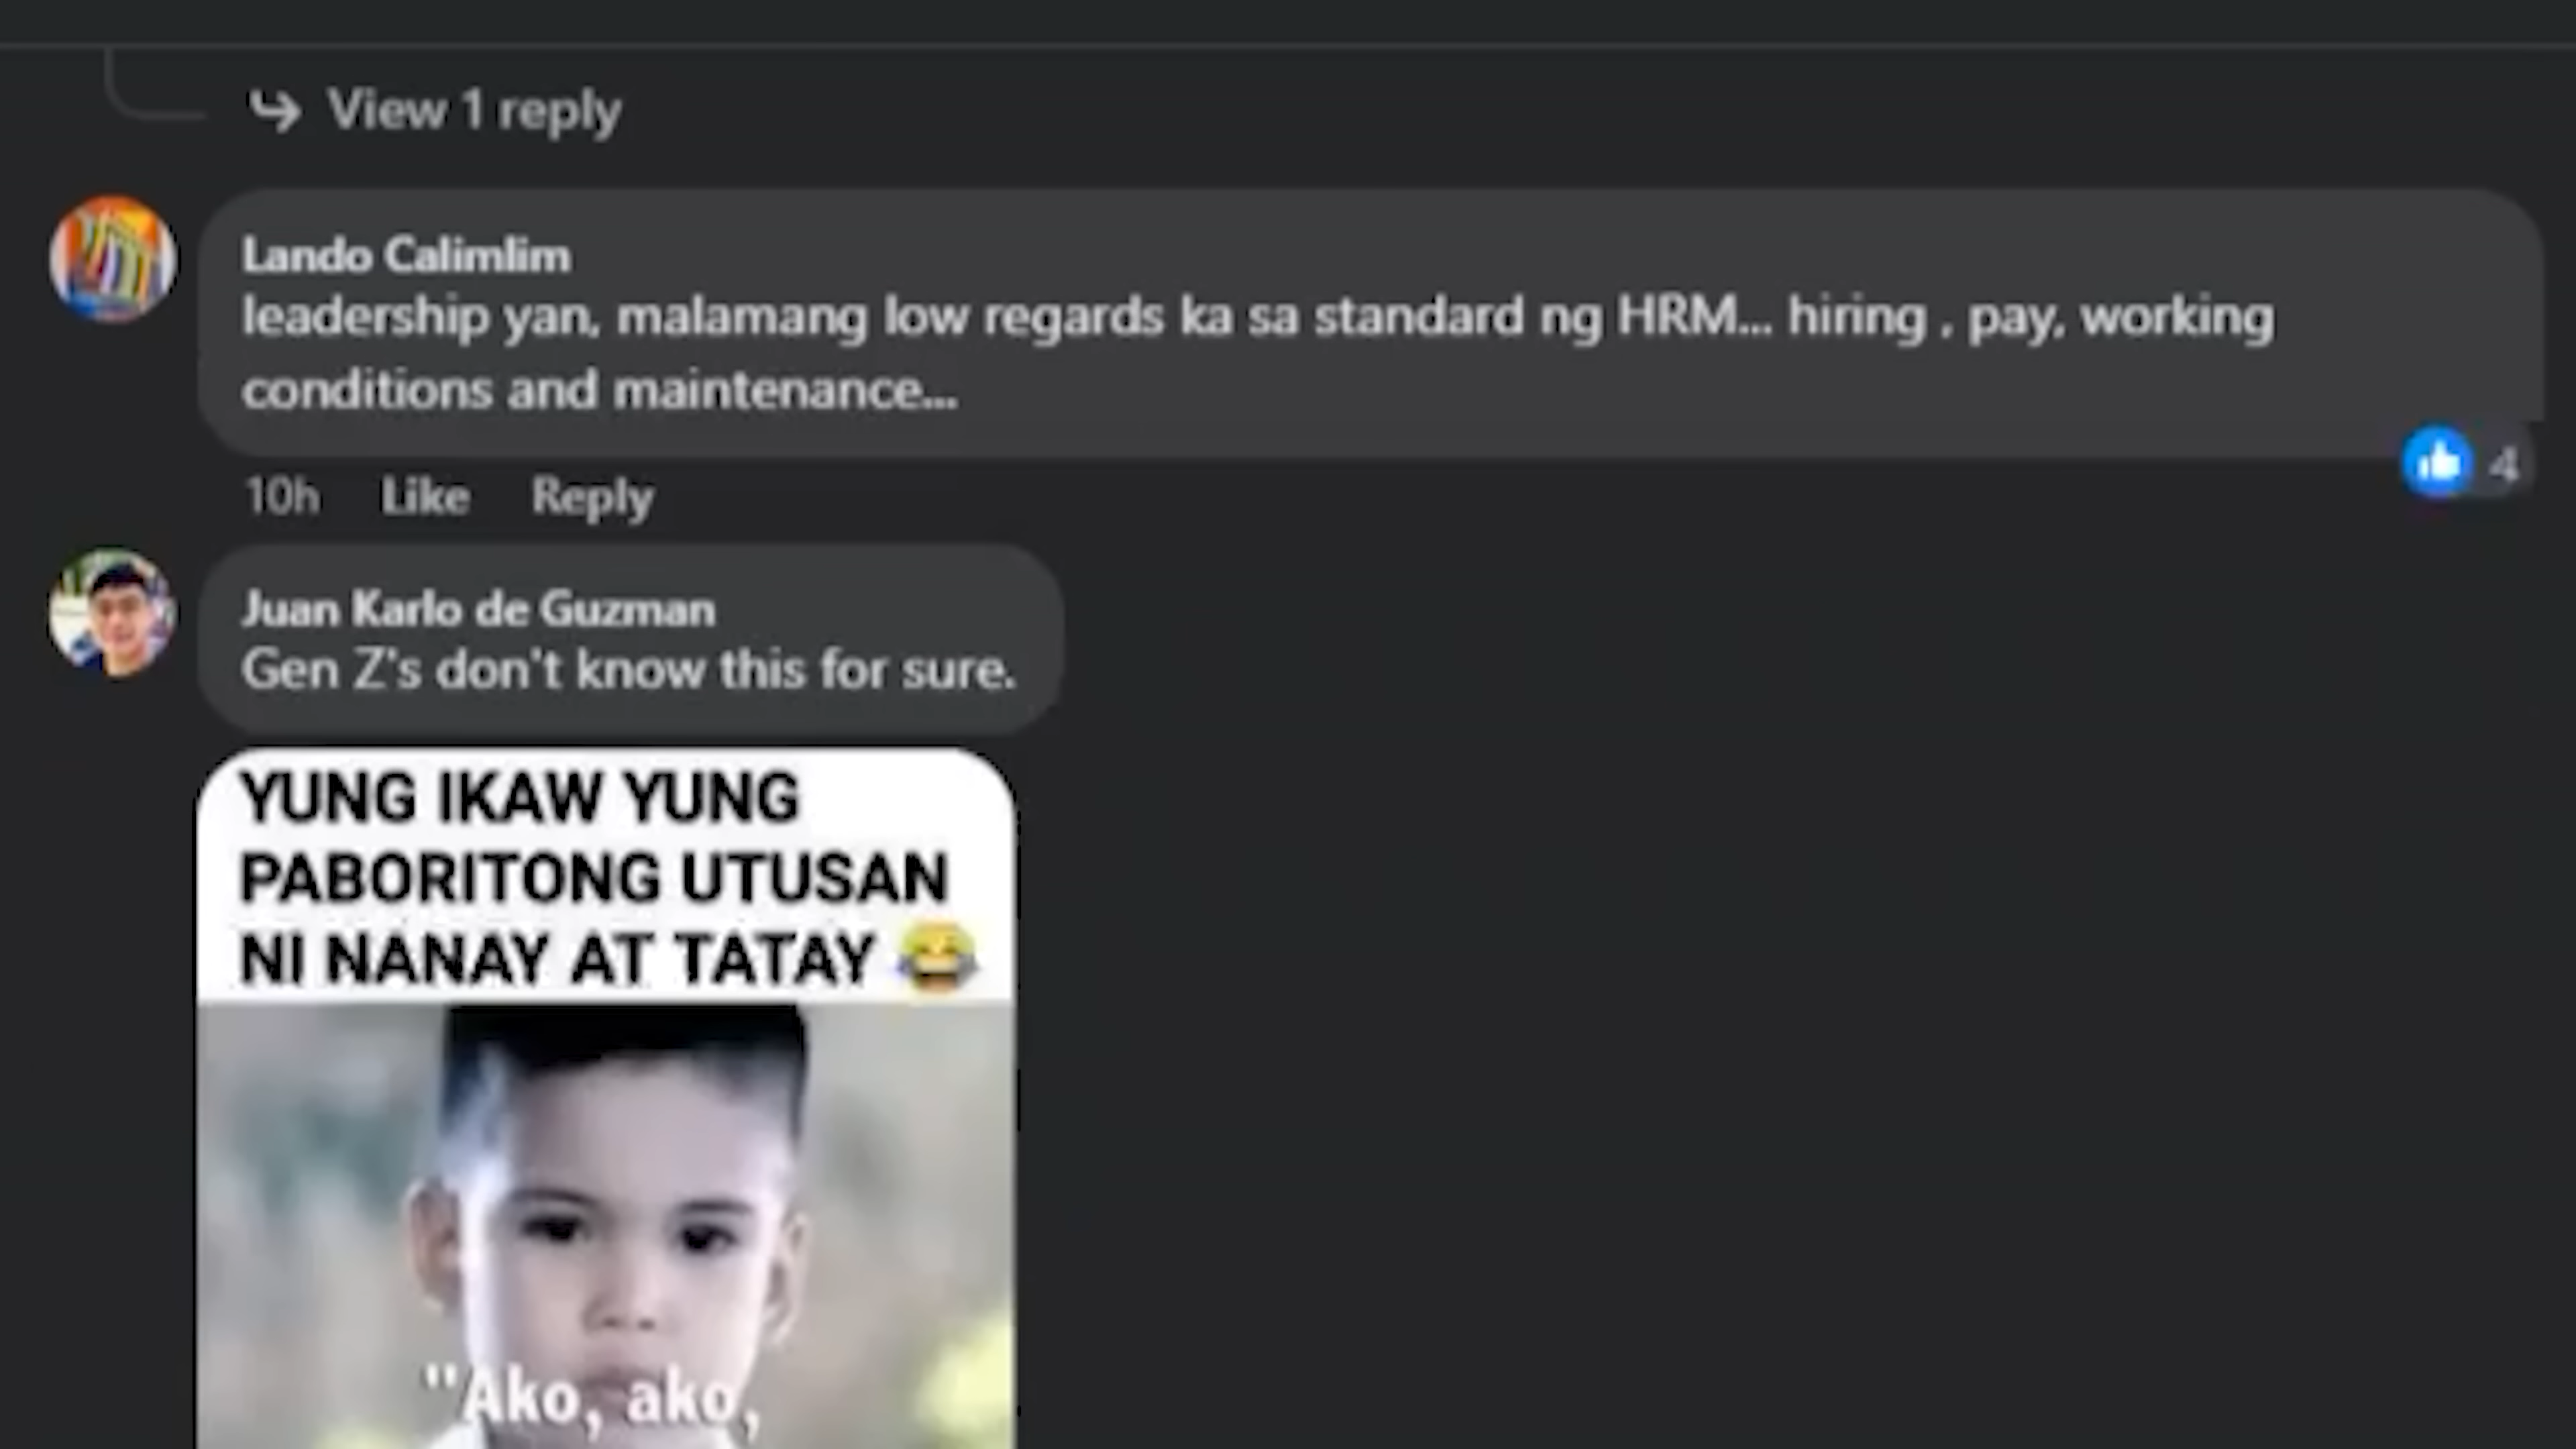 View 1 reply
Lando Calimlim
leadership yan, malamang low regards ka sa standard ng HRM... hiring , pay, working
conditions and maintenance...
4
10h Like Reply
Juan Karlo de Guzman
Gen Z's don't know this for sure.
YUNG IKAW YUNG
PABORITONG UTUSAN
NI NANAY AT TATAY 😂
"Ako, ako,